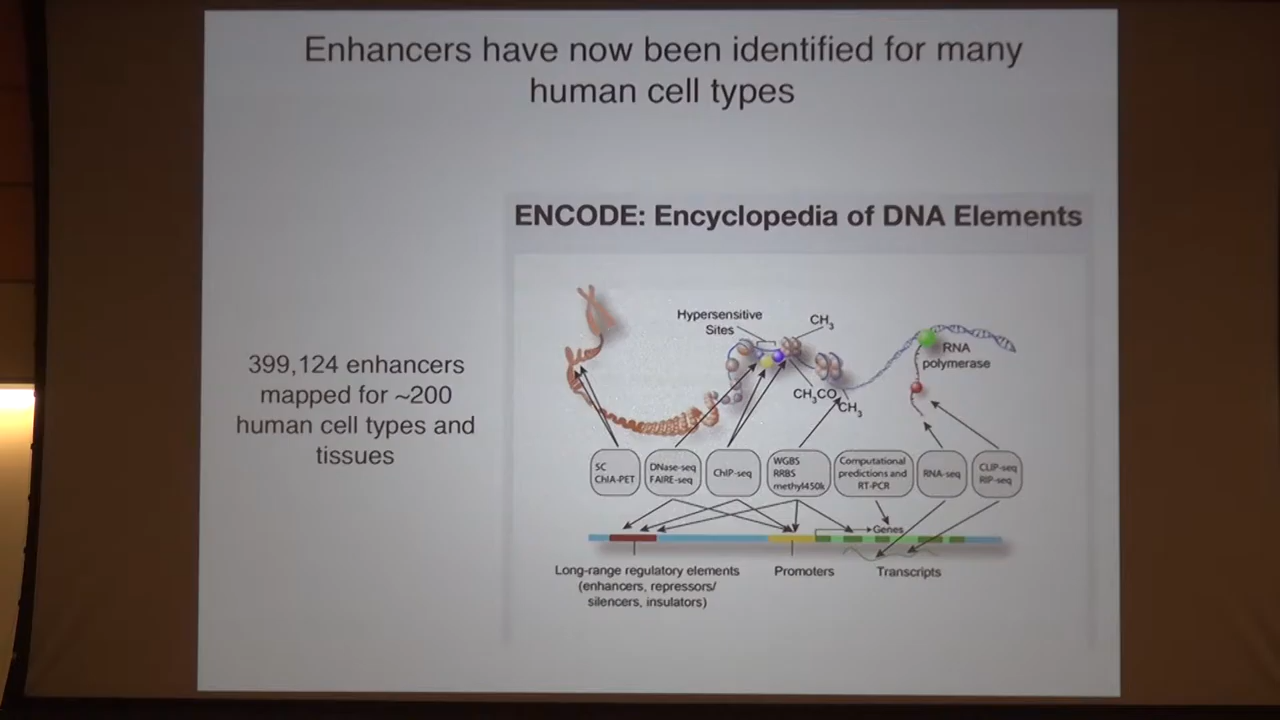 Enhancers have now been identified for many
human cell types
ENCODE: Encyclopedia of DNA Elements
399,124 enhancers
mapped for ~200
human cell types and
tissues
Hypersensitive
Sites
CH3
RNA
polymerase
CH3CO
CH3
5C
ChIA-PET
DNase-seq
FAIRE-seq
ChIP-seq
WGBS
RRBS
methyl450k
Computational
predictions and
RT-PCR
RNA-seq
CLIP-seq
RIP-seq
Genes
Long-range regulatory elements
(enhancers, repressors/
silencers, insulators)
Promoters
Transcripts